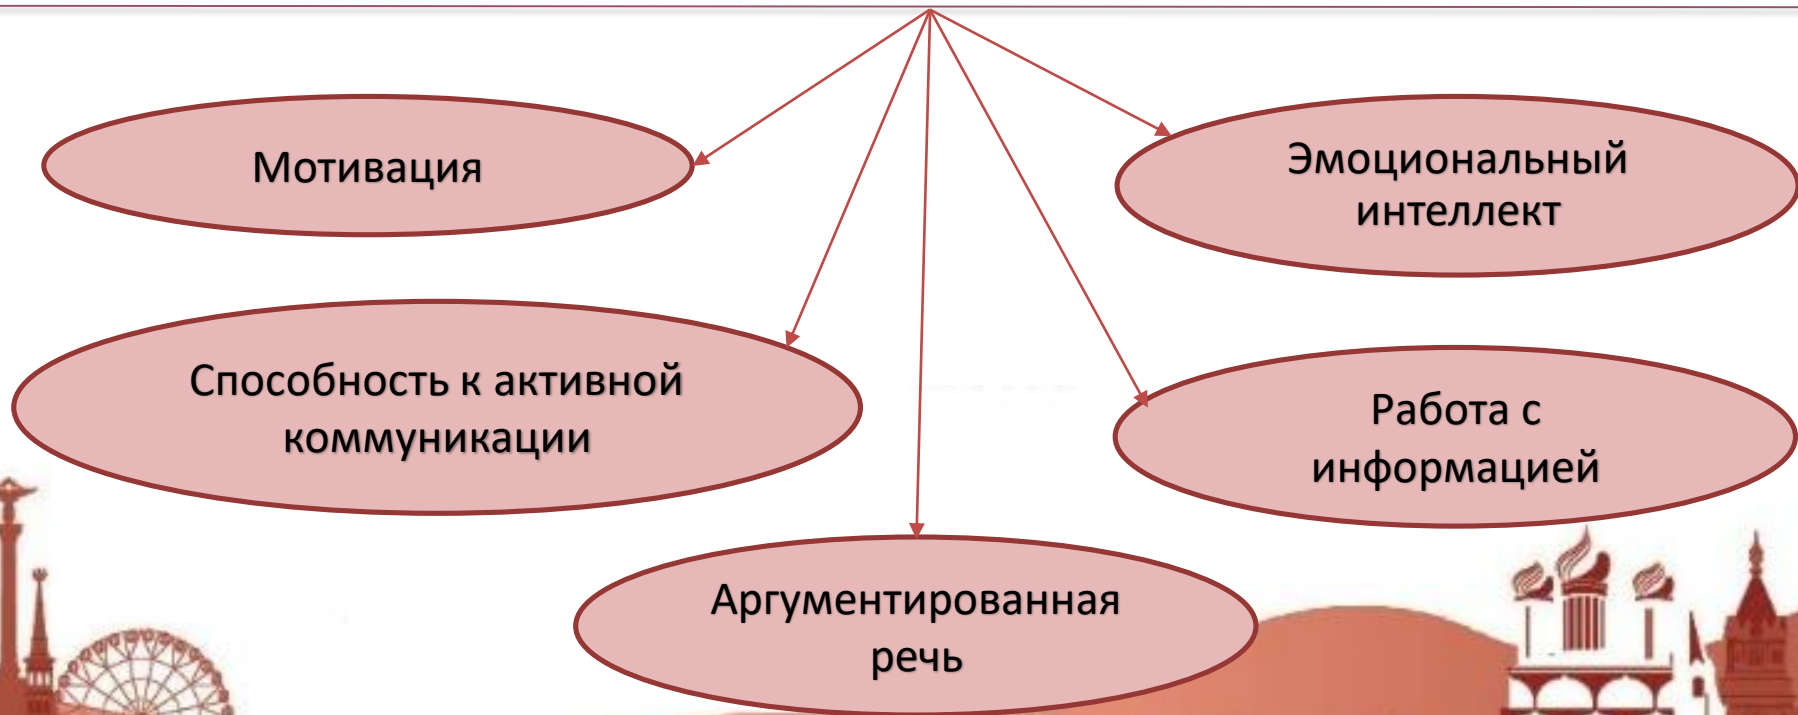 Мотивация
Эмоциональный
интеллект
Способность к активной
коммуникации
Работа с
информацией
Аргументированная
речь